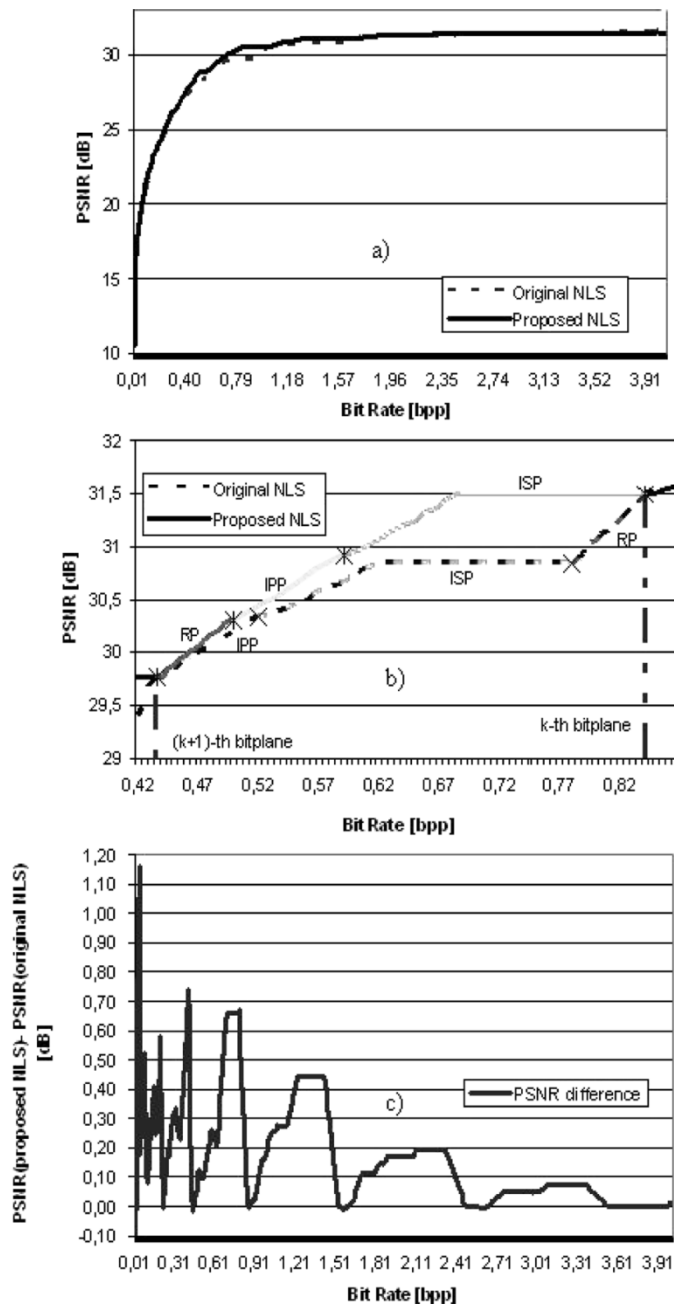 35
30
25
20
15
10
PSNR [dB]
a)
Original NLS
Proposed NLS
0,01 0,40 0,79 1,18 1,57 1,96 2,35 2,74 3,13 3,52 3,91
Bit Rate [bpp]
32
31,5
31
30,5
30
29,5
29
PSNR [dB]
Original NLS
Proposed NLS
ISP
IPP
ISP
RP
RP
IPP
b)
(k+1)-th bitplane
k-th bitplane
0,42 0,47 0,52 0,57 0,62 0,67 0,72 0,77 0,82
Bit Rate [bpp]
1,20
1,10
1,00
0,90
0,80
0,70
0,60
0,50
0,40
0,30
0,20
0,10
0,00
-0,10
PSNR(proposed NLS)- PSNR(original NLS)
[dB]
c)
PSNR difference
0,01 0,31 0,61 0,91 1,21 1,51 1,81 2,11 2,41 2,71 3,01 3,31 3,61 3,91
Bit Rate [bpp]